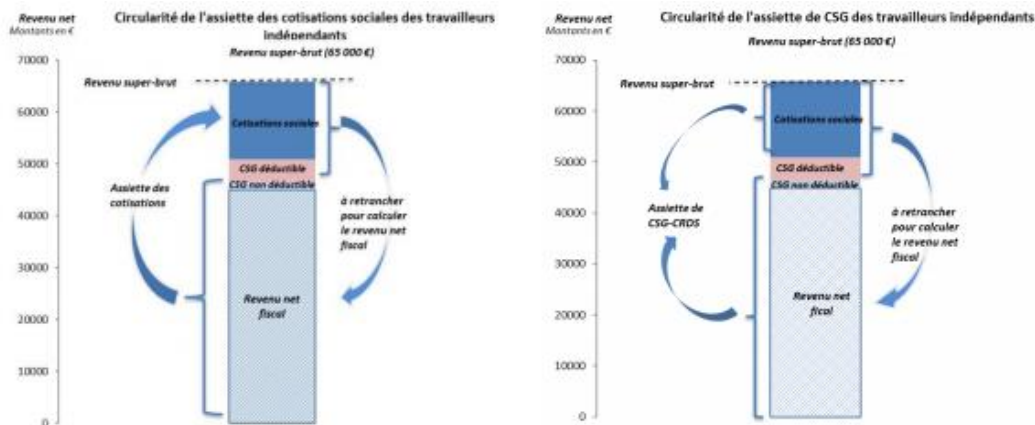 Revenu net
Montants en €
Circularité de l'assiette des cotisations sociales des travailleurs
indépendants
Revenu super-brut (65 000 €)
70000
Revenu super-brut
60000
Cotisations sociales
50000
CSG déductible
CSG non déductible
Assiette des
cotisations
à retrancher
pour calculer
le revenu net
fiscal
40000
30000
Revenu net
fiscal
20000
10000
0
Revenu net
Montants en €
Circularité de l'assiette de CSG des travailleurs indépendants
Revenu super-brut (65 000 €)
70000
Revenu super-brut
60000
Cotisations sociales
50000
CSG déductible
CSG non déductible
Assiette de
CSG-CRDS
à retrancher
pour calculer
le revenu net
fiscal
40000
30000
Revenu net
fical
20000
10000
0